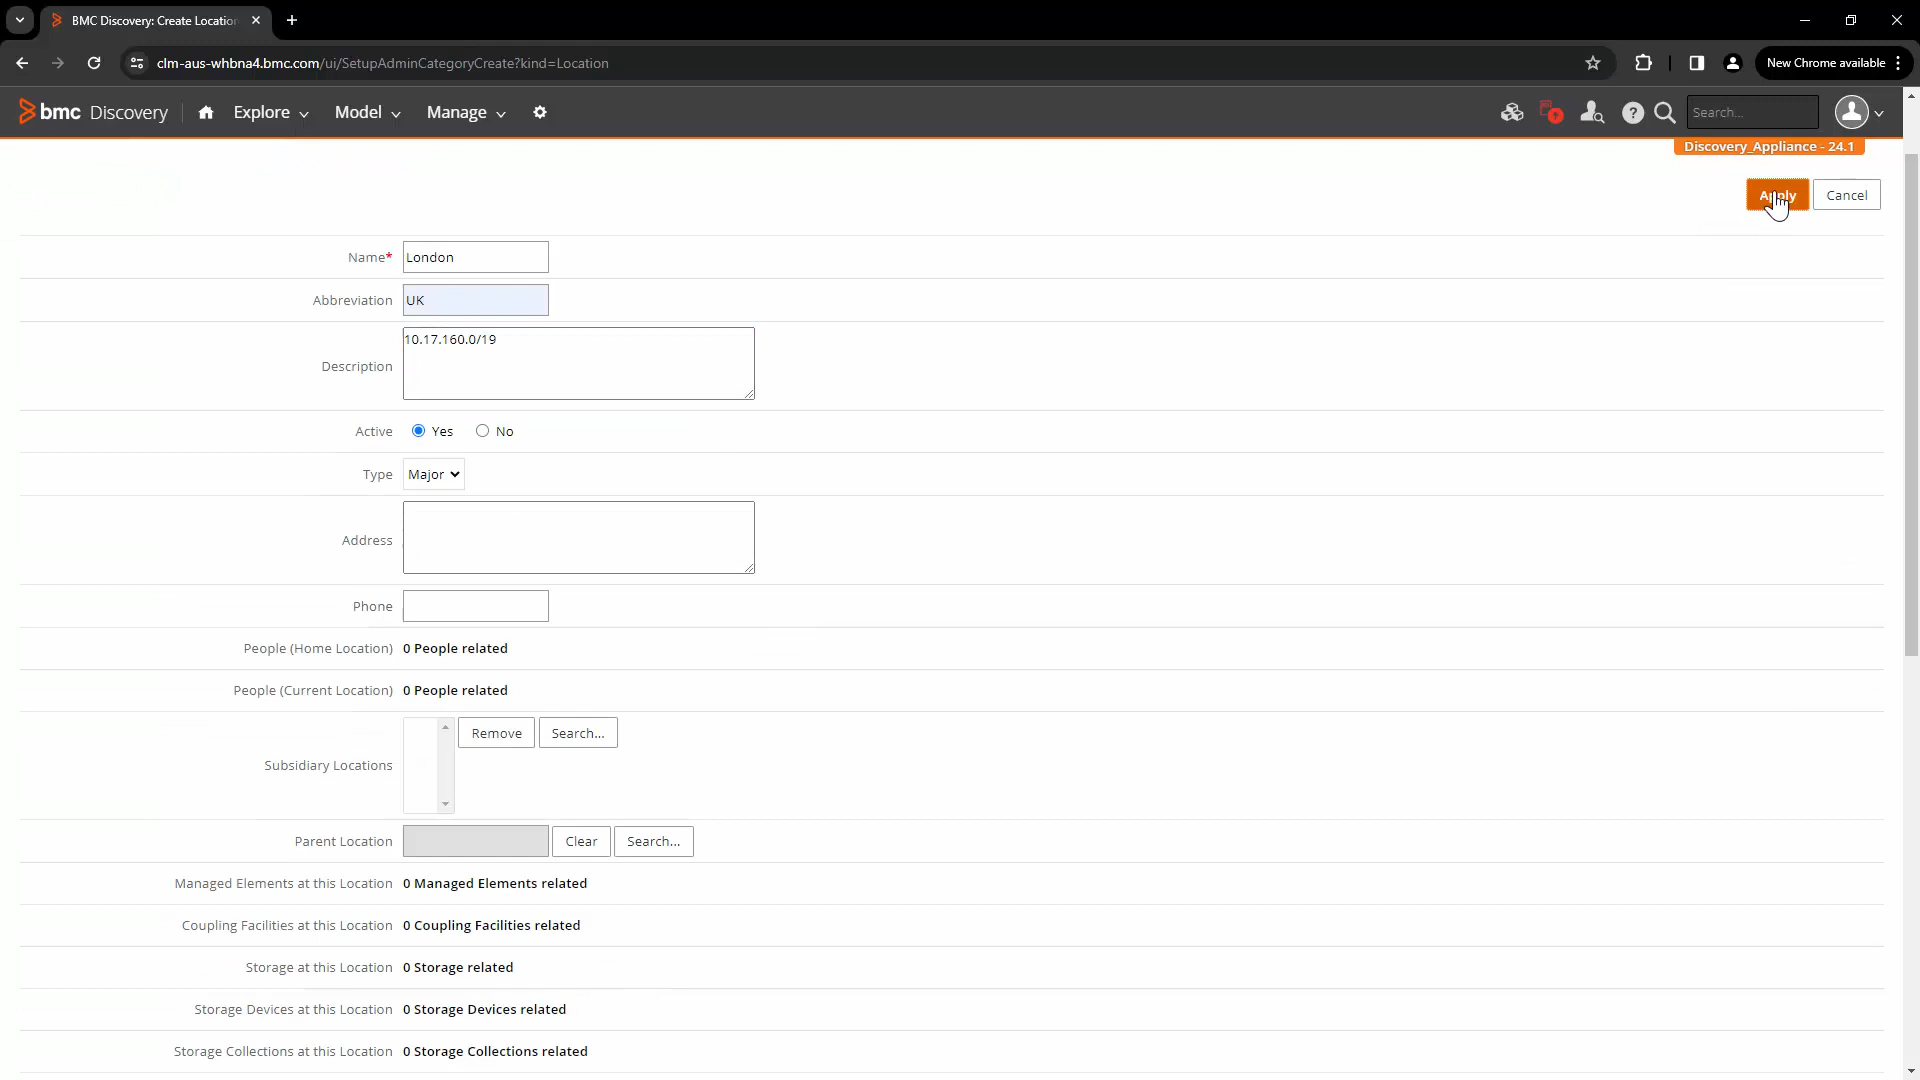 BMC Discovery: Create Location
clm-aus-whbna4.bmc.com/ui/SetupAdminCategoryCreate?kind=Location
New Chrome available
bmc Discovery
Explore
Model
Manage
Search...
Discovery_Appliance - 24.1
Apply
Cancel
Name* London
Abbreviation UK
Description 10.17.160.0/19
Active Yes No
Type Major
Address
Phone
People (Home Location) 0 People related
People (Current Location) 0 People related
Subsidiary Locations Remove Search...
Parent Location Clear Search...
Managed Elements at this Location 0 Managed Elements related
Coupling Facilities at this Location 0 Coupling Facilities related
Storage at this Location 0 Storage related
Storage Devices at this Location 0 Storage Devices related
Storage Collections at this Location 0 Storage Collections related